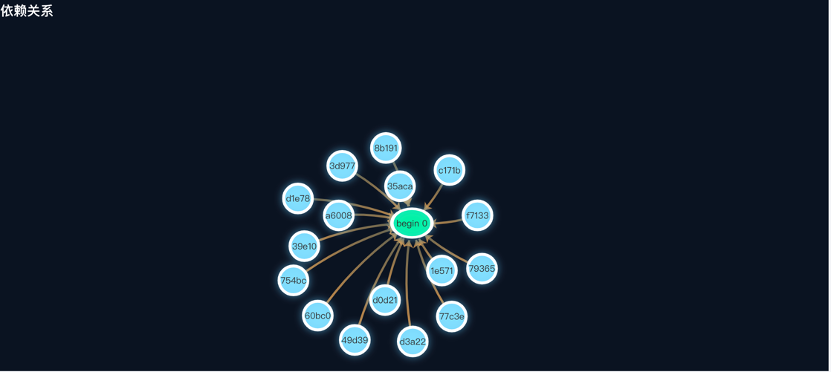 依赖关系
8b191
3d977
c171b
35aca
d1e78
a6008
f7133
begin 0
39e10
1e571
79365
754bc
d0d21
60bc0
77c3e
49d39
d3a22